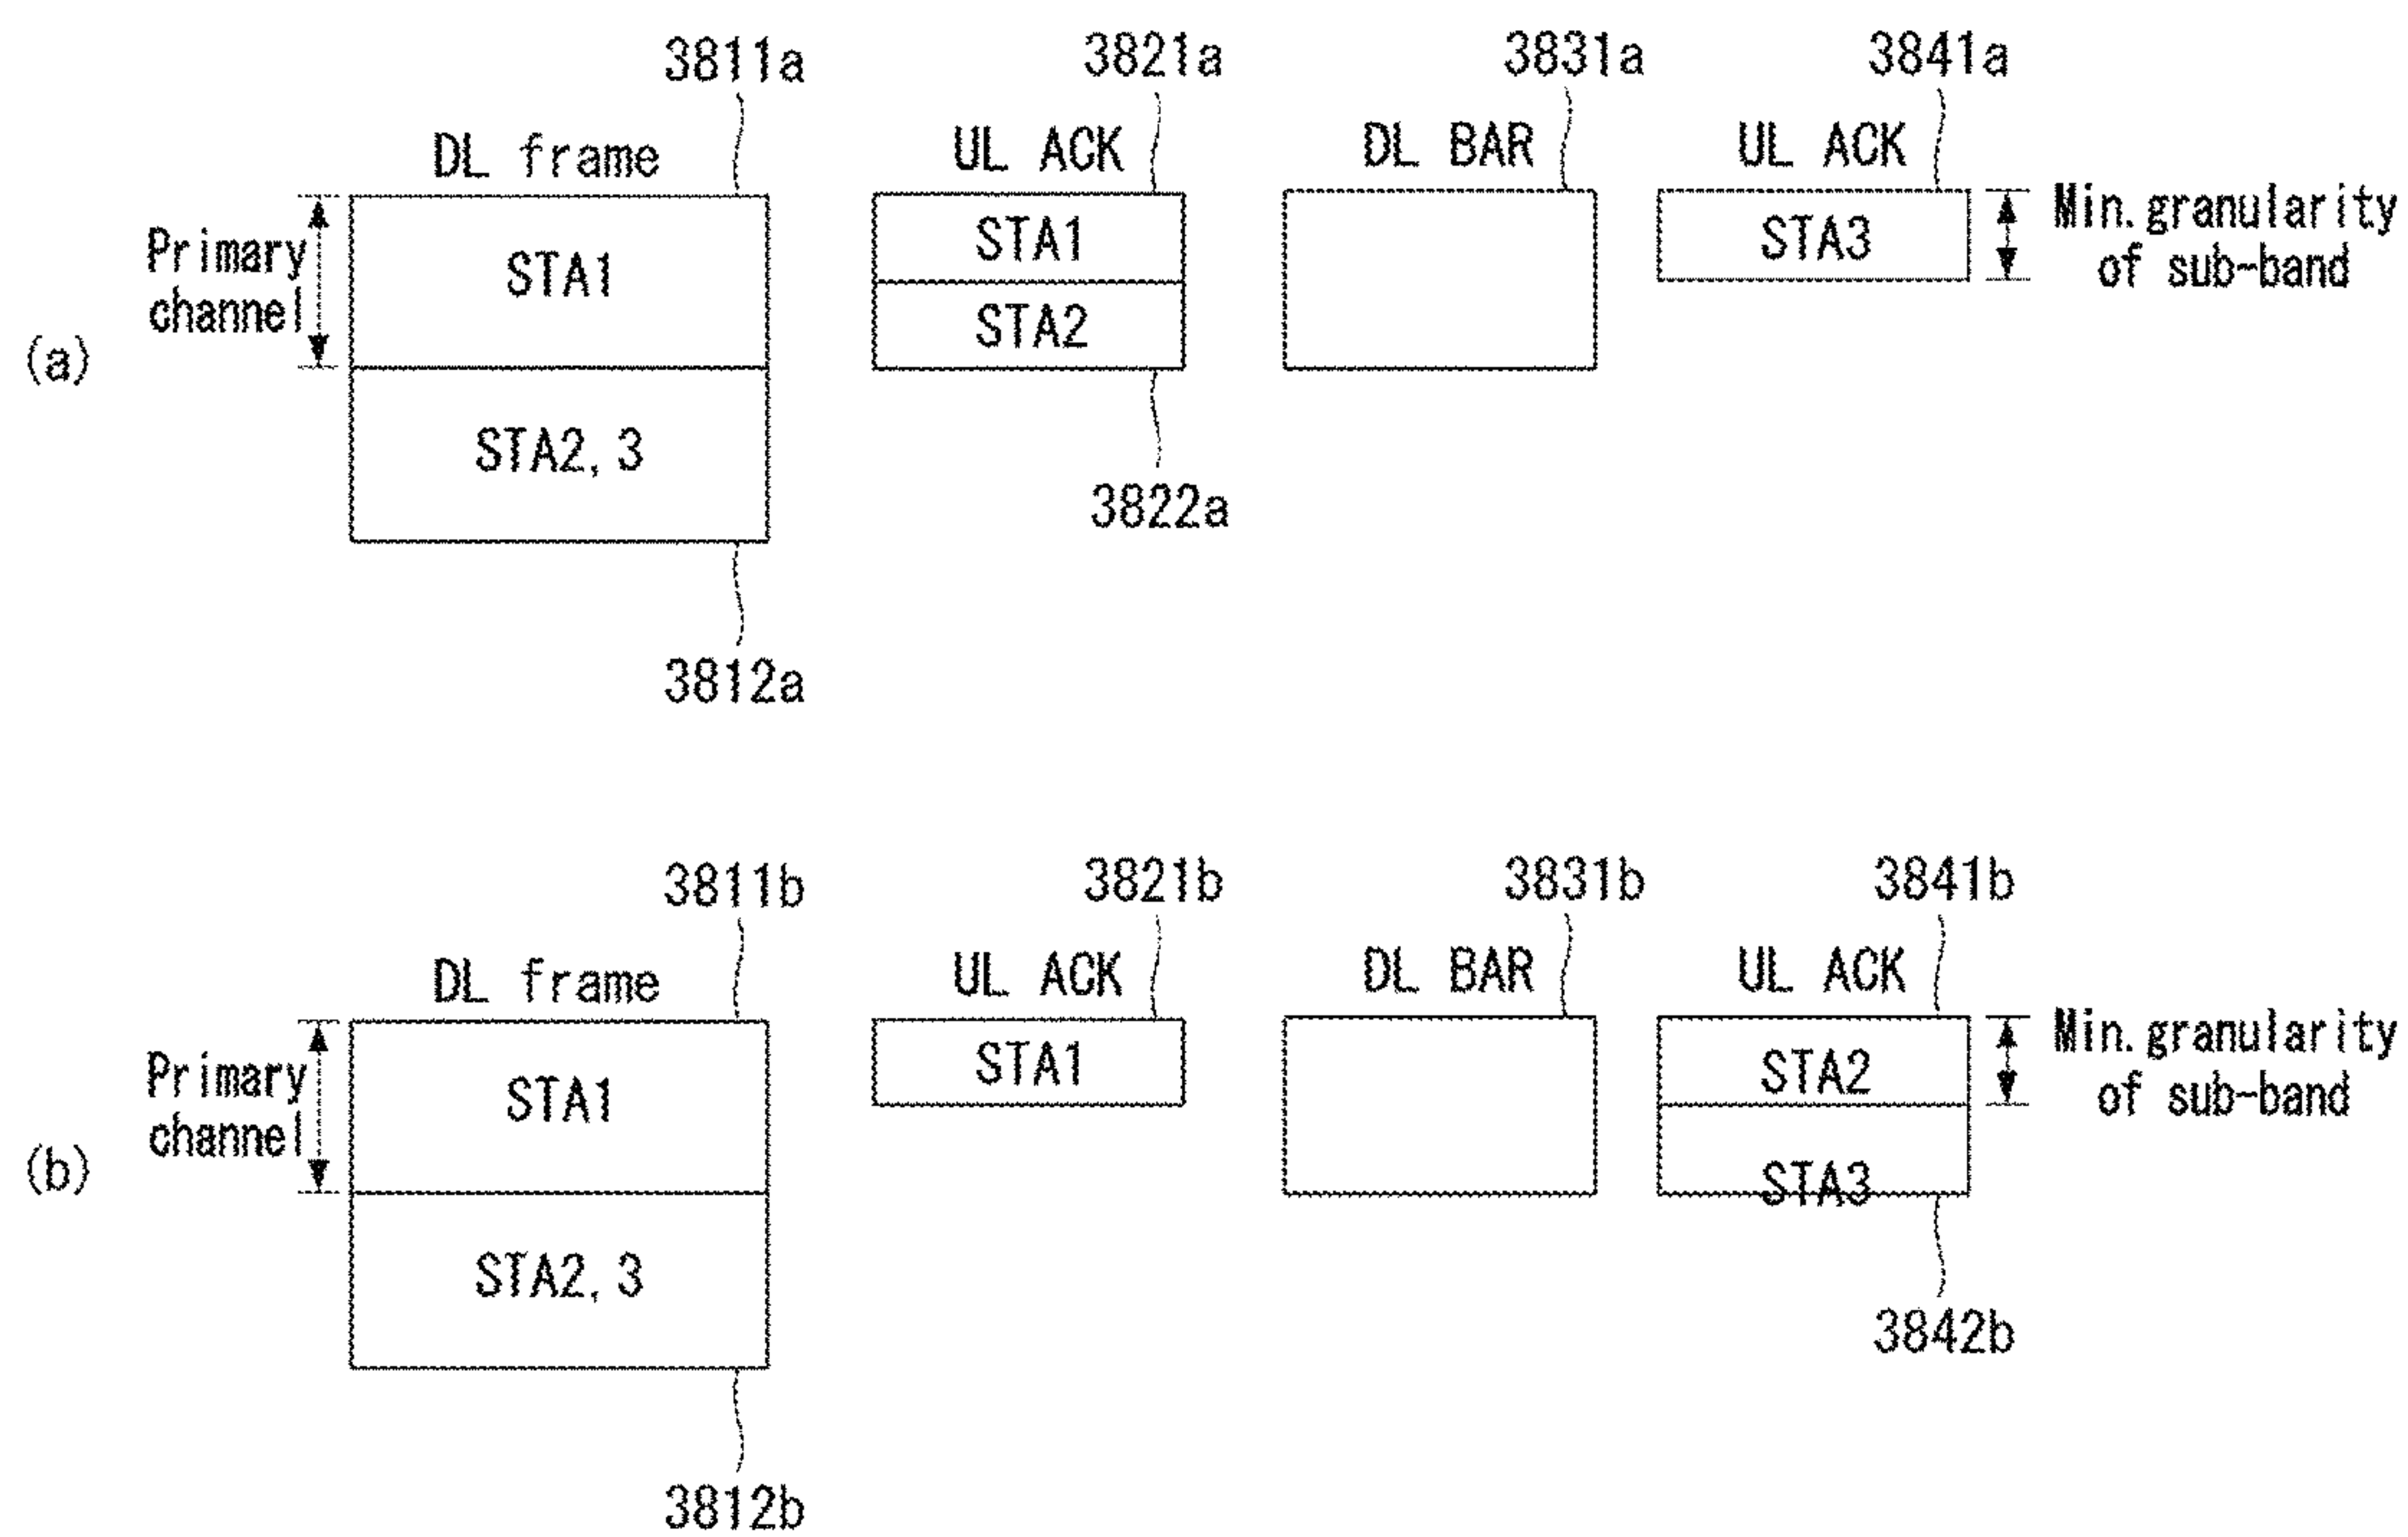 3811a
3821a
3831a
3841a
DL frame
UL ACK
DL BAR
UL ACK
Primary
channel
STA1
STA1
STA2
STA3
Min. granularity
of sub-band
(a)
STA2, 3
3822a
3812a
3811b
3821b
3831b
3841b
DL frame
UL ACK
DL BAR
UL ACK
Primary
channel
STA1
STA1
STA2
STA3
Min. granularity
of sub-band
(b)
STA2, 3
3842b
3812b